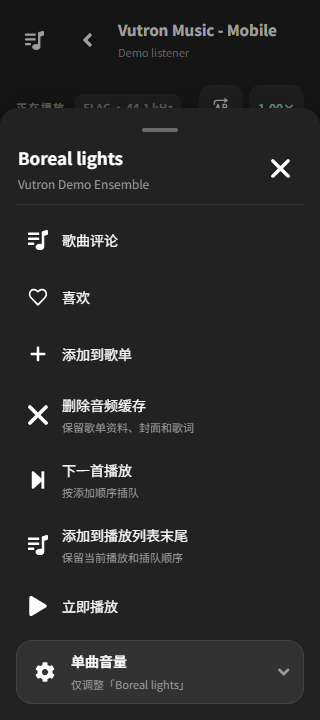 Vutron Music - Mobile
Demo listener
正在播放 FLAC · 44.1 kHz 1.00×
Boreal lights
Vutron Demo Ensemble
歌曲评论
喜欢
添加到歌单
删除音频缓存
保留歌单资料、封面和歌词
下一首播放
按添加顺序插队
添加到播放列表末尾
保留当前播放和插队顺序
立即播放
单曲音量
仅调整「Boreal lights」